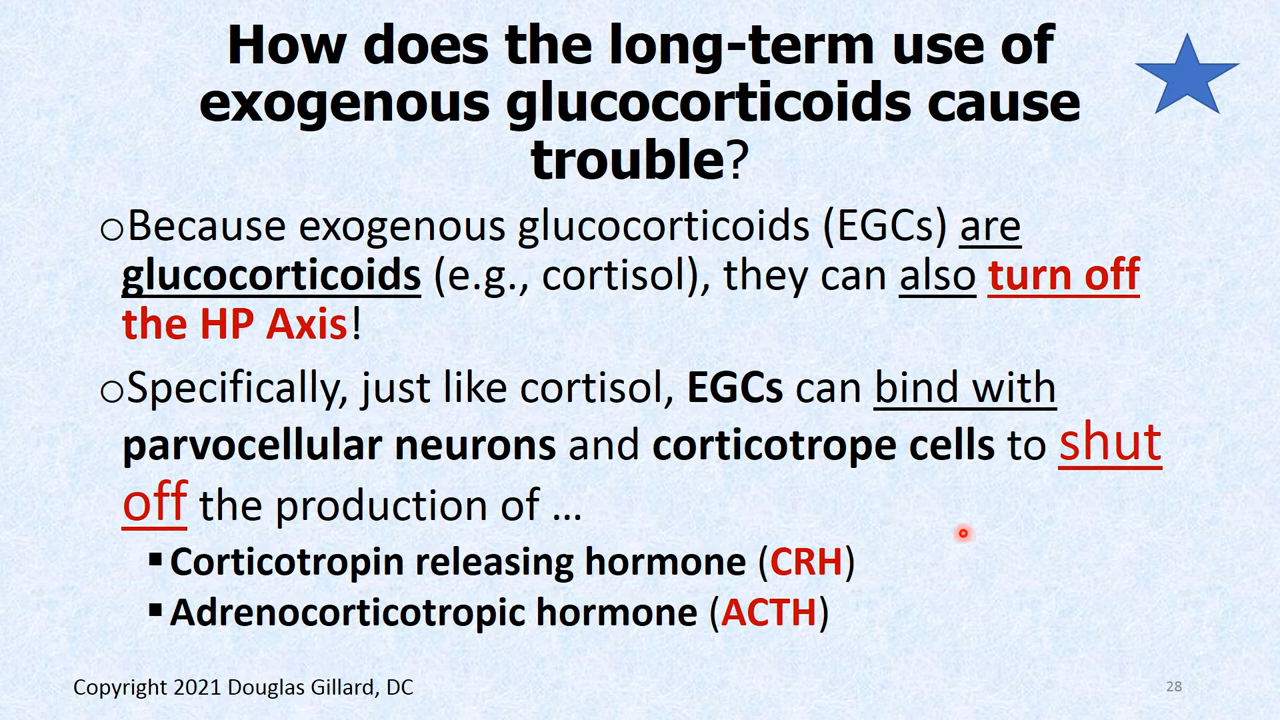 How does the long-term use of
exogenous glucocorticoids cause
trouble?
oBecause exogenous glucocorticoids (EGCs) are
glucocorticoids (e.g., cortisol), they can also turn off
the HP Axis!
oSpecifically, just like cortisol, EGCs can bind with
parvocellular neurons and corticotrope cells to shut
off the production of …
▪Corticotropin releasing hormone (CRH)
▪Adrenocorticotropic hormone (ACTH)
Copyright 2021 Douglas Gillard, DC
28